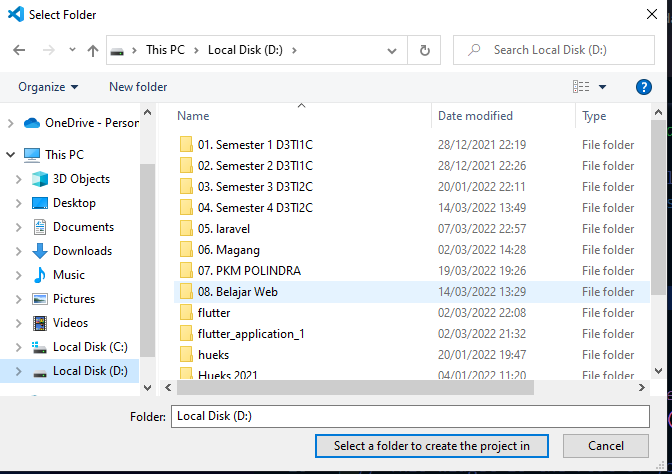 Select Folder
This PC > Local Disk (D:) >
Search Local Disk (D:)
Organize
New folder
Name Date modified Type
OneDrive - Person
This PC
3D Objects
Desktop
Documents
Downloads
Music
Pictures
Videos
Local Disk (C:)
Local Disk (D:)
01. Semester 1 D3TI1C 28/12/2021 22:19 File folder
02. Semester 2 D3TI1C 28/12/2021 22:26 File folder
03. Semester 3 D3TI2C 20/01/2022 22:11 File folder
04. Semester 4 D3TI2C 14/03/2022 13:49 File folder
05. laravel 07/03/2022 22:57 File folder
06. Magang 02/03/2022 14:28 File folder
07. PKM POLINDRA 19/03/2022 19:26 File folder
08. Belajar Web 14/03/2022 13:29 File folder
flutter 02/03/2022 22:08 File folder
flutter_application_1 02/03/2022 21:32 File folder
hueks 20/01/2022 19:47 File folder
Hueks 2021 04/01/2022 11:20 File folder
Folder: Local Disk (D:)
Select a folder to create the project in
Cancel